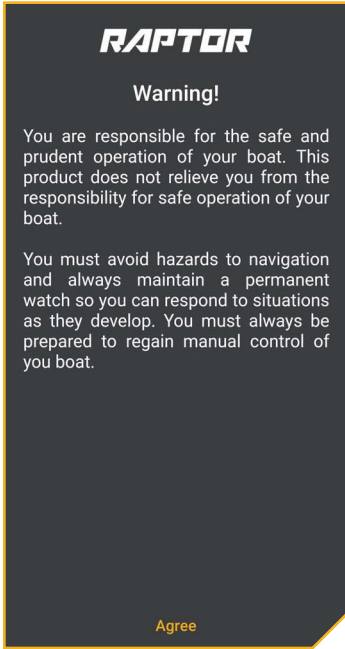 RAPTOR
Warning!
You are responsible for the safe and
prudent operation of your boat. This
product does not relieve you from the
responsibility for safe operation of your
boat.
You must avoid hazards to navigation
and always maintain a permanent
watch so you can respond to situations
as they develop. You must always be
prepared to regain manual control of
you boat.
Agree